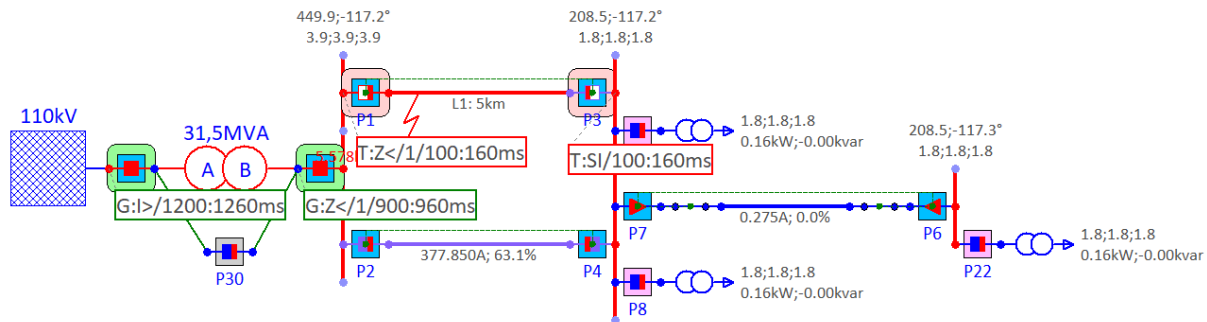 449.9;-117.2°
3.9;3.9;3.9
208.5;-117.2°
1.8;1.8;1.8
P1
L1: 5km
P3
110kV
31,5MVA
A
B
T:Z</1/100:160ms
T:SI/100:160ms
1.8;1.8;1.8
0.16kW;-0.00kvar
208.5;-117.3°
1.8;1.8;1.8
G:I>/1200:1260ms
G:Z</1/900:960ms
P30
P2
377.850A; 63.1%
P4
P7
0.275A; 0.0%
P6
P8
1.8;1.8;1.8
0.16kW;-0.00kvar
P22
1.8;1.8;1.8
0.16kW;-0.00kvar